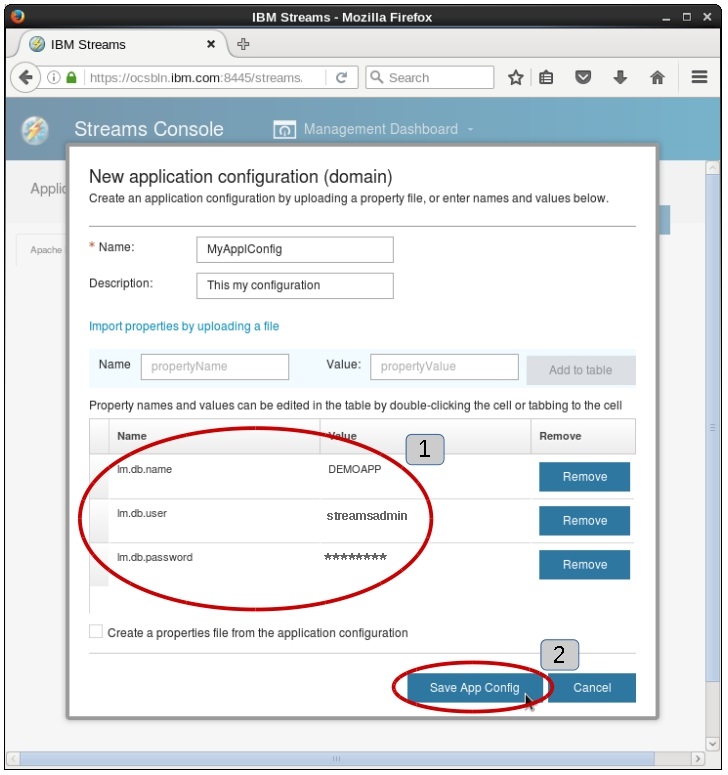 IBM Streams - Mozilla Firefox
IBM Streams
https://ocsbln.ibm.com:8445/streams.
Search
Streams Console
Management Dashboard
Applic
Apache
New application configuration (domain)
Create an application configuration by uploading a property file, or enter names and values below.
* Name:
MyApplConfig
Description:
This my configuration
Import properties by uploading a file
Name
propertyName
Value:
propertyValue
Add to table
Property names and values can be edited in the table by double-clicking the cell or tabbing to the cell
Name Value Remove
1
lm.db.name DEMOAPP Remove
lm.db.user streamsadmin Remove
lm.db.password ******** Remove
Create a properties file from the application configuration
2
Save App Config
Cancel